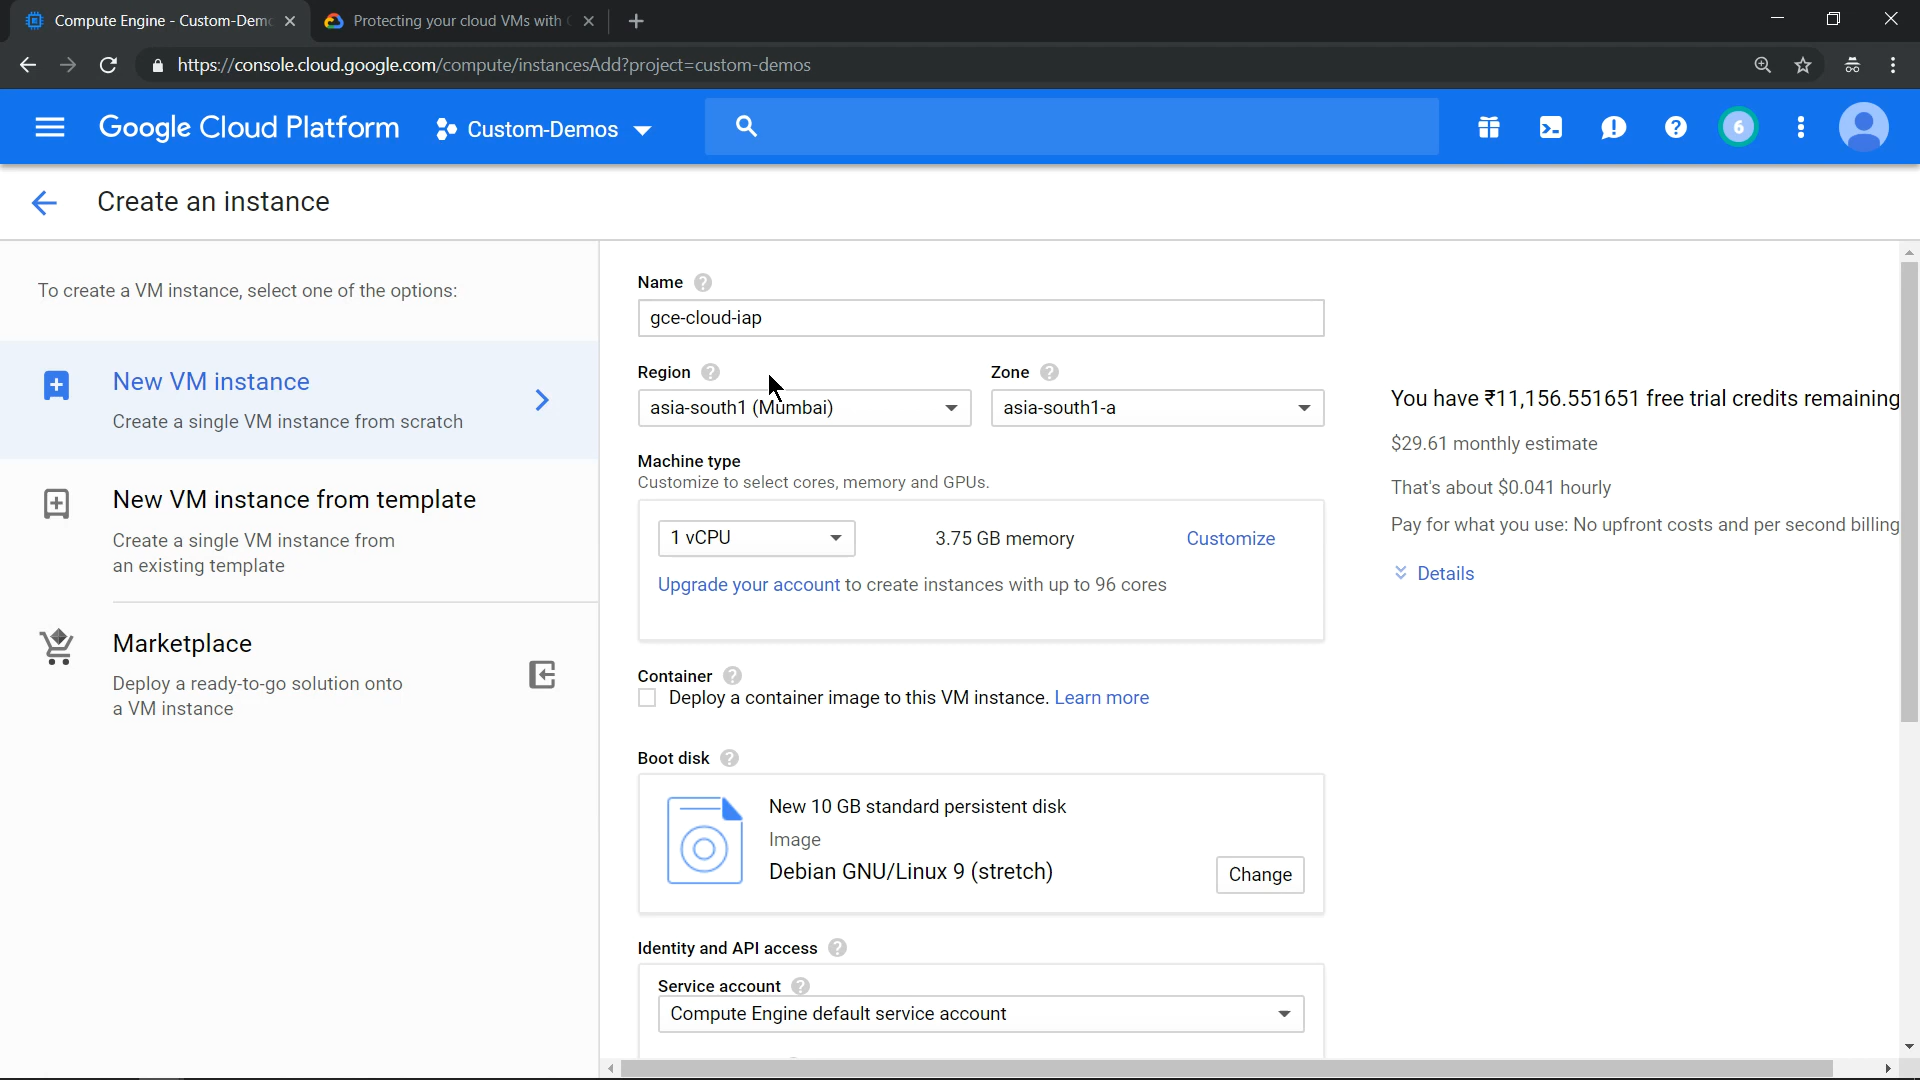 Compute Engine - Custom-Dem
Protecting your cloud VMs with
https://console.cloud.google.com/compute/instancesAdd?project=custom-demos
Google Cloud Platform
Custom-Demos
6
Create an instance
To create a VM instance, select one of the options:
New VM instance
Create a single VM instance from scratch
New VM instance from template
Create a single VM instance from
an existing template
Marketplace
Deploy a ready-to-go solution onto
a VM instance
Name
gce-cloud-iap
Region
Zone
asia-south1 (Mumbai)
asia-south1-a
Machine type
Customize to select cores, memory and GPUs.
1 vCPU
3.75 GB memory
Customize
Upgrade your account to create instances with up to 96 cores
Container
Deploy a container image to this VM instance. Learn more
Boot disk
New 10 GB standard persistent disk
Image
Debian GNU/Linux 9 (stretch)
Change
Identity and API access
Service account
Compute Engine default service account
You have ₹11,156.551651 free trial credits remaining
$29.61 monthly estimate
That's about $0.041 hourly
Pay for what you use: No upfront costs and per second billing
Details